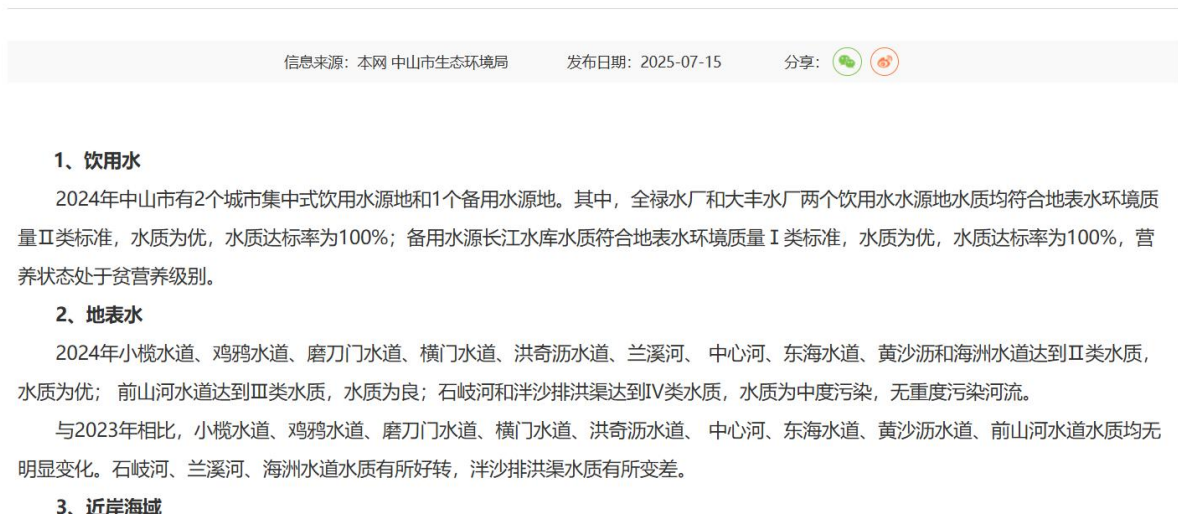 信息来源：本网 中山市生态环境局 发布日期：2025-07-15 分享：
1、饮用水
2024年中山市有2个城市集中式饮用水源地和1个备用水源地。其中，全禄水厂和大丰水厂两个饮用水水源地水质均符合地表水环境质
量Ⅱ类标准，水质为优，水质达标率为100%；备用水源长江水库水质符合地表水环境质量Ⅰ类标准，水质为优，水质达标率为100%，营
养状态处于贫营养级别。
2、地表水
2024年小榄水道、鸡鸦水道、磨刀门水道、横门水道、洪奇沥水道、兰溪河、 中心河、东海水道、黄沙沥和海洲水道达到Ⅱ类水质，
水质为优； 前山河水道达到Ⅲ类水质，水质为良；石岐河和泮沙排洪渠达到Ⅳ类水质，水质为中度污染，无重度污染河流。
与2023年相比，小榄水道、鸡鸦水道、磨刀门水道、横门水道、洪奇沥水道、 中心河、东海水道、黄沙沥水道、前山河水道水质均无
明显变化。石岐河、兰溪河、海洲水道水质有所好转，泮沙排洪渠水质有所变差。
3、近岸海域